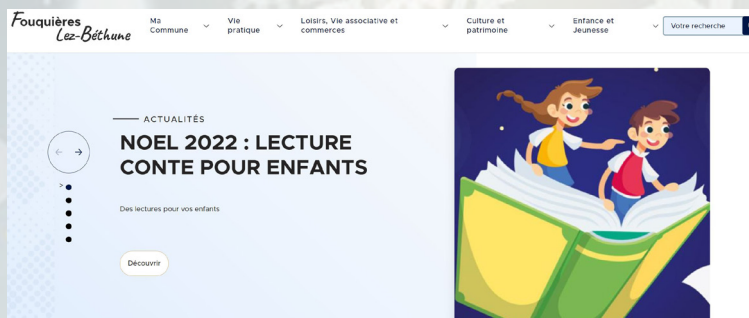 Fouquières
Lez-Béthune
Ma
Commune
Vie
pratique
Loisirs, Vie associative et
commerces
Culture et
patrimoine
Enfance et
Jeunesse
Votre recherche
ACTUALITÉS
NOEL 2022 : LECTURE
CONTE POUR ENFANTS
Des lectures pour vos enfants
Découvrir